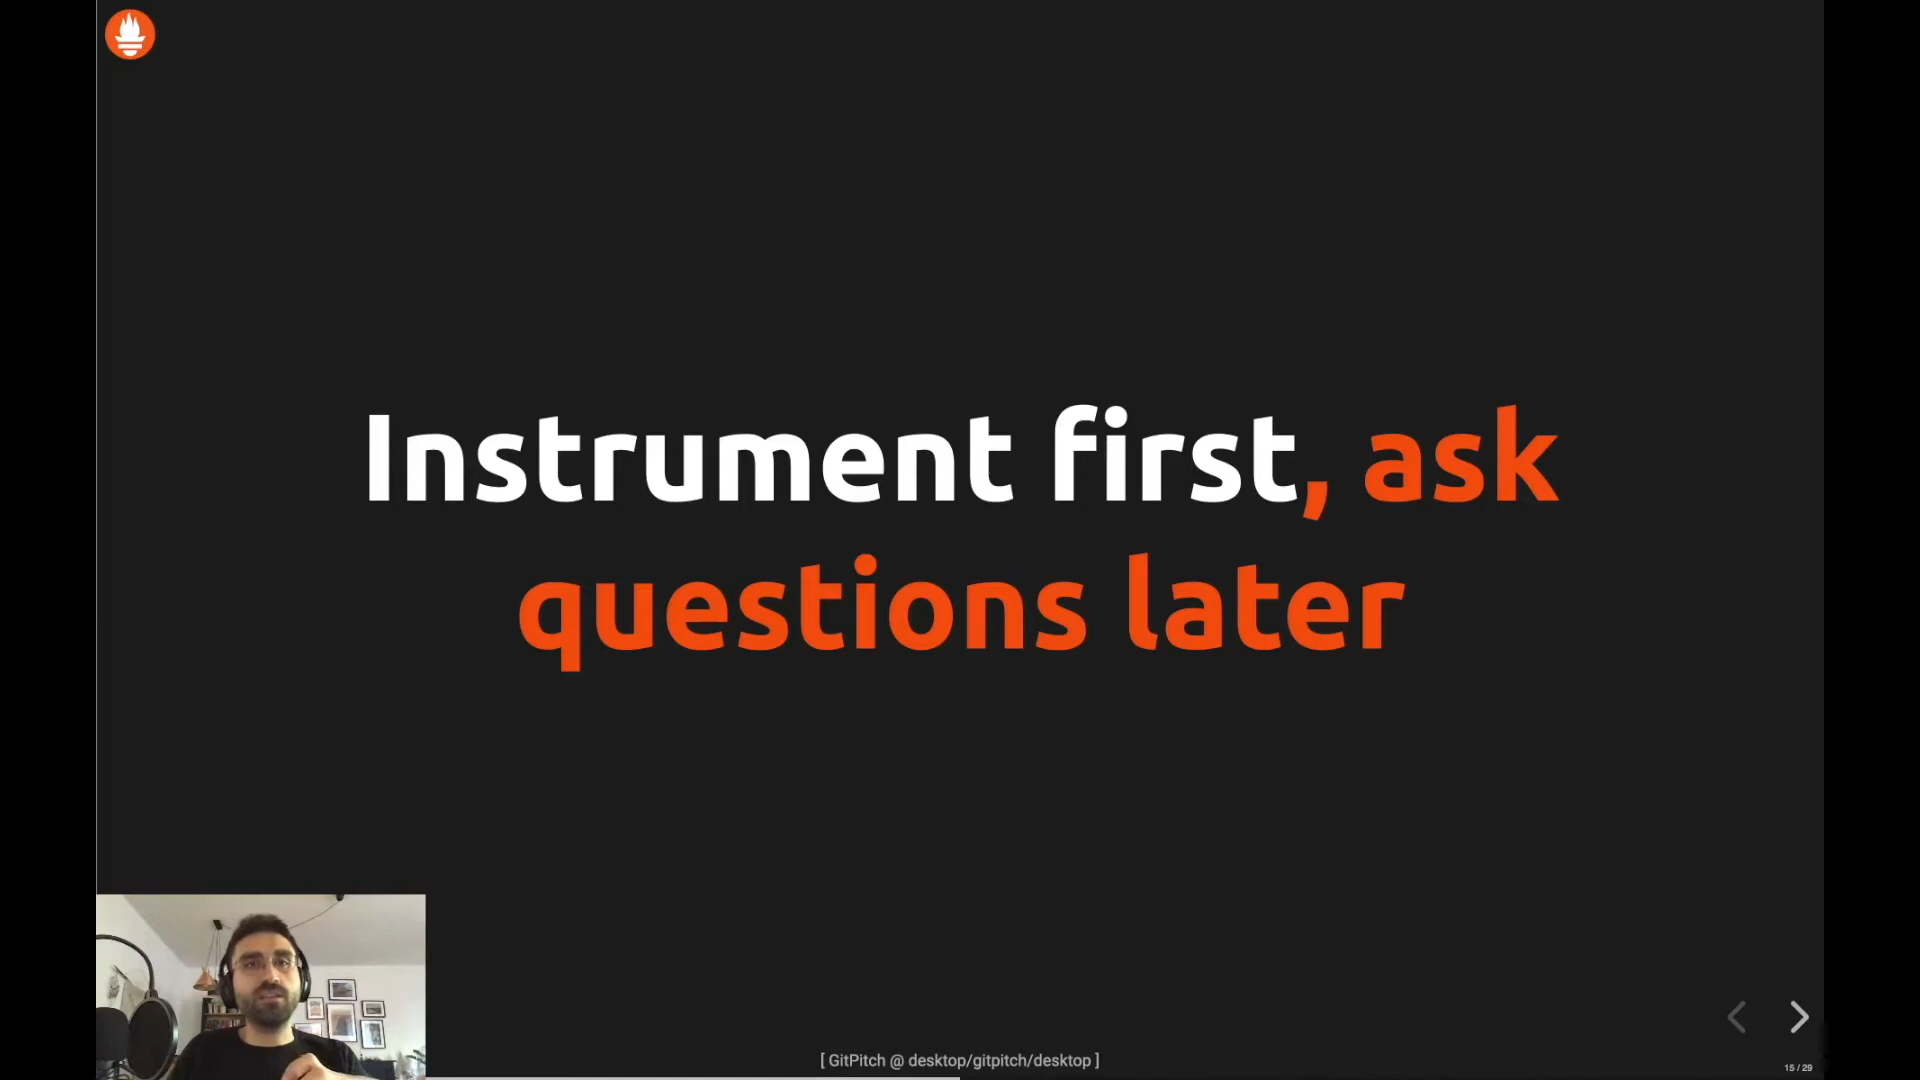 Instrument first, ask
questions later
[ GitPitch @ desktop/gitpitch/desktop ]
15 / 29